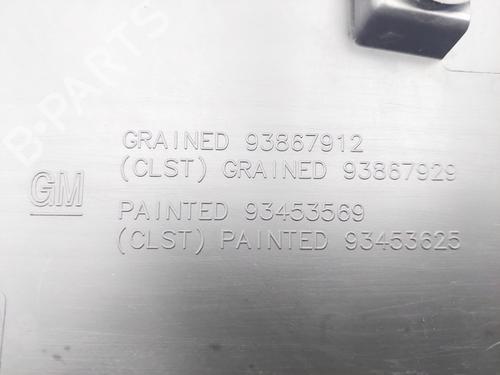 B-PARTS
GRAINED 93867912
(CLST) GRAINED 93867929
GM
PAINTED 93453569
(CLST) PAINTED 93453625